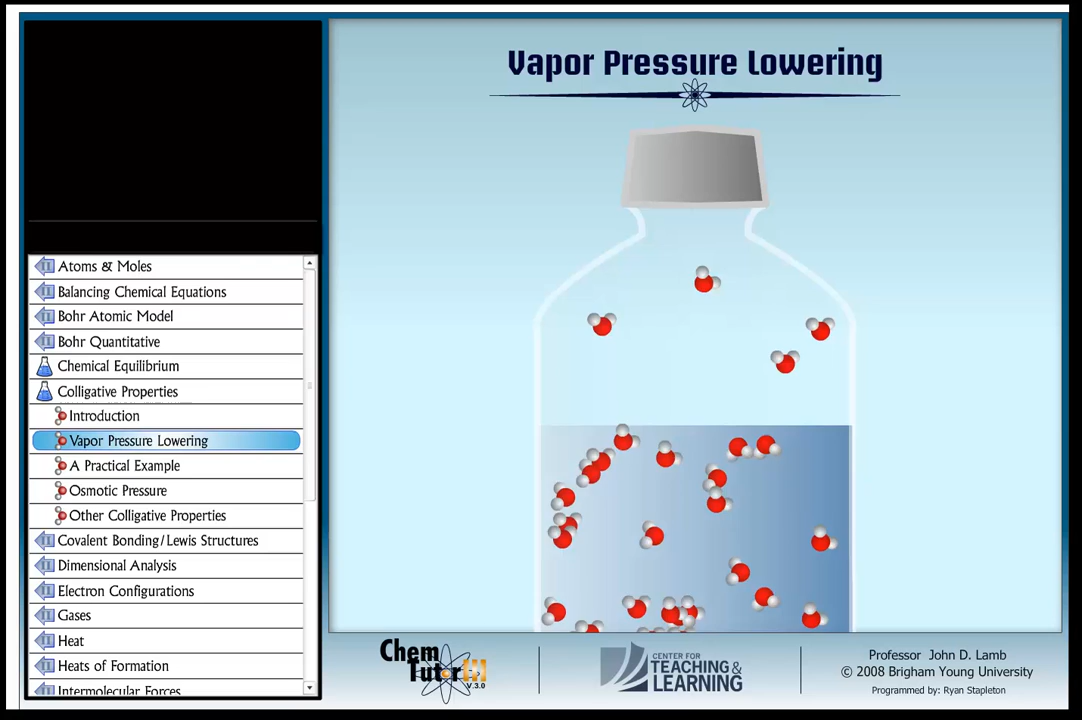 Vapor Pressure Lowering
Atoms & Moles
Balancing Chemical Equations
Bohr Atomic Model
Bohr Quantitative
Chemical Equilibrium
Colligative Properties
Introduction
Vapor Pressure Lowering
A Practical Example
Osmotic Pressure
Other Colligative Properties
Covalent Bonding/Lewis Structures
Dimensional Analysis
Electron Configurations
Gases
Heat
Heats of Formation
Intermolecular Forces
Chem
Tutor
V.3.0
CENTER FOR
TEACHING &
LEARNING
Professor John D. Lamb
© 2008 Brigham Young University
Programmed by: Ryan Stapleton